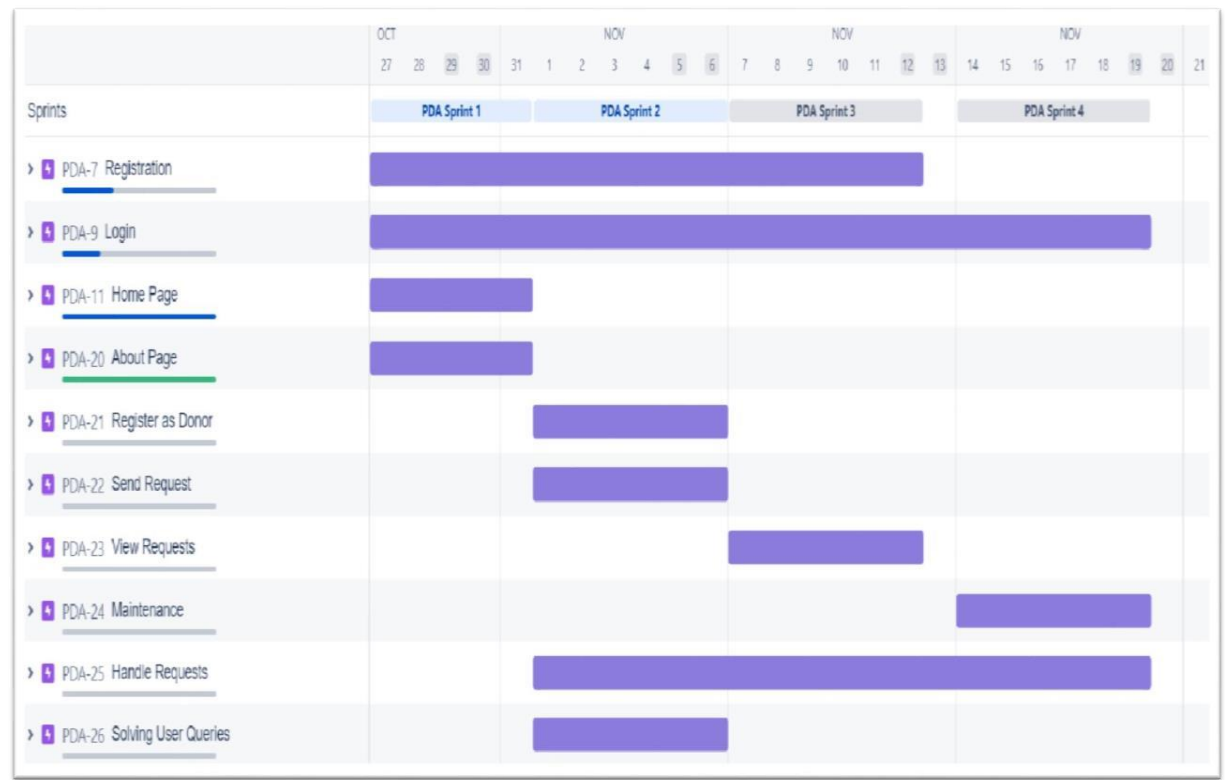 OCT NOV NOV NOV
27 28 29 30 31 1 2 3 4 5 6 7 8 9 10 11 12 13 14 15 16 17 18 19 20 21
Sprints PDA Sprint 1 PDA Sprint 2 PDA Sprint 3 PDA Sprint 4
PDA-7 Registration
PDA-9 Login
PDA-11 Home Page
PDA-20 About Page
PDA-21 Register as Donor
PDA-22 Send Request
PDA-23 View Requests
PDA-24 Maintenance
PDA-25 Handle Requests
PDA-26 Solving User Queries